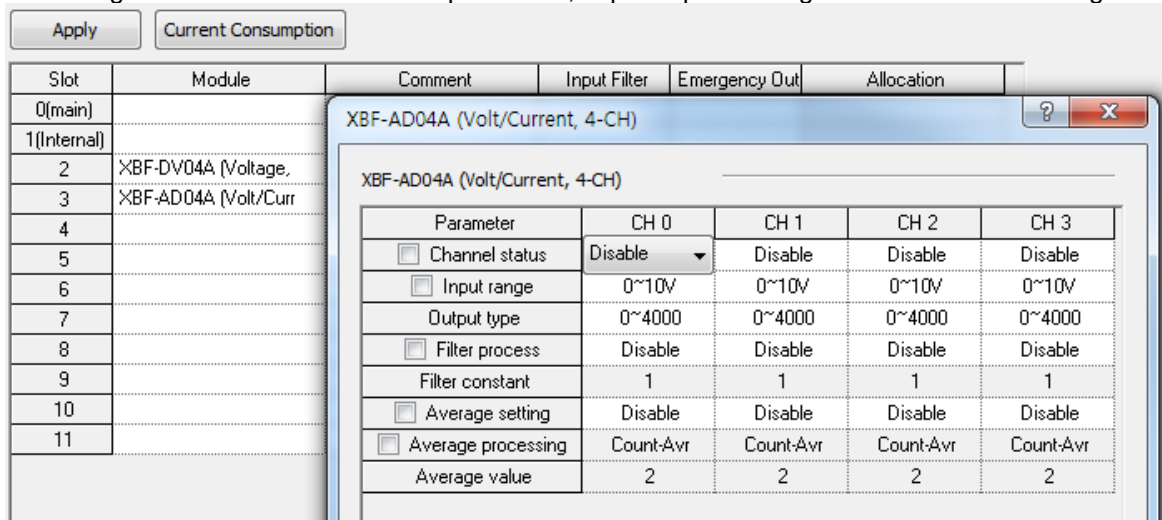 Apply Current Consumption
Slot Module Comment Input Filter Emergency Out Allocation
0(main)
1(Internal)
2 XBF-DV04A (Voltage,
3 XBF-AD04A (Volt/Curr
4
5
6
7
8
9
10
11
XBF-AD04A (Volt/Current, 4-CH)
? X
XBF-AD04A (Volt/Current, 4-CH)
Parameter CH 0 CH 1 CH 2 CH 3
Channel status Disable Disable Disable Disable
Input range 0~10V 0~10V 0~10V 0~10V
Output type 0~4000 0~4000 0~4000 0~4000
Filter process Disable Disable Disable Disable
Filter constant 1 1 1 1
Average setting Disable Disable Disable Disable
Average processing Count-Avr Count-Avr Count-Avr Count-Avr
Average value 2 2 2 2